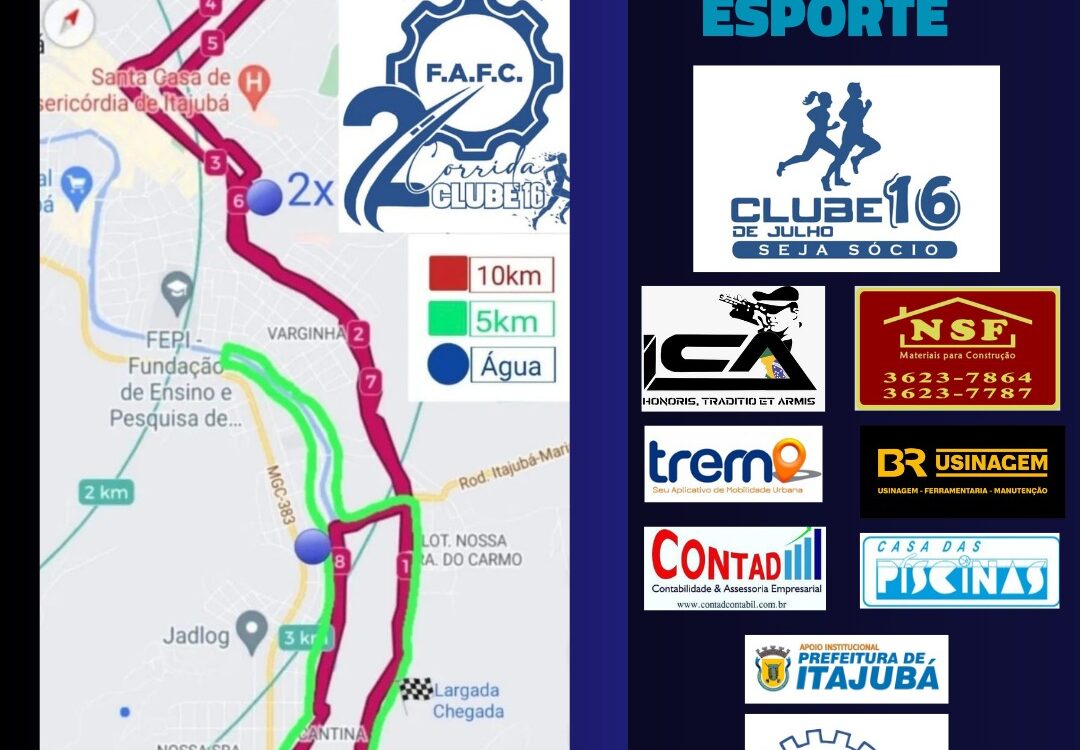 4
5
Santa Casa de
sericórdia de Itajubá
3
6
2x
F.A.F.C.
2
Corrida
CLUBE16
10km
5km
Água
al
á
FEPI -
Fundação
de Ensino e
Pesquisa de...
VARGINHA
2
7
2 km
MGC-383
Rod. Itajubá-Mari
LOT. NOSSA
RA. DO CARMO
8
1
Jadlog
3 km
Largada
Chegada
CANTINA
NOSSA SRA
ESPORTE
CLUBE16
DE JULHO
SEJA SÓCIO
ICA
HONORIS, TRADITIO ET ARMIS
NSF
Materiais para Construção
3623-7864
3623-7787
tremo
Seu Aplicativo de Mobilidade Urbana
BR USINAGEM
USINAGEM - FERRAMENTARIA - MANUTENÇÃO
CONTAD
Contabilidade & Assessoria Empresarial
www.contadcontabil.com.br
CASA DAS
PISCINAS
APOIO INSTITUCIONAL
PREFEITURA DE
ITAJUBÁ